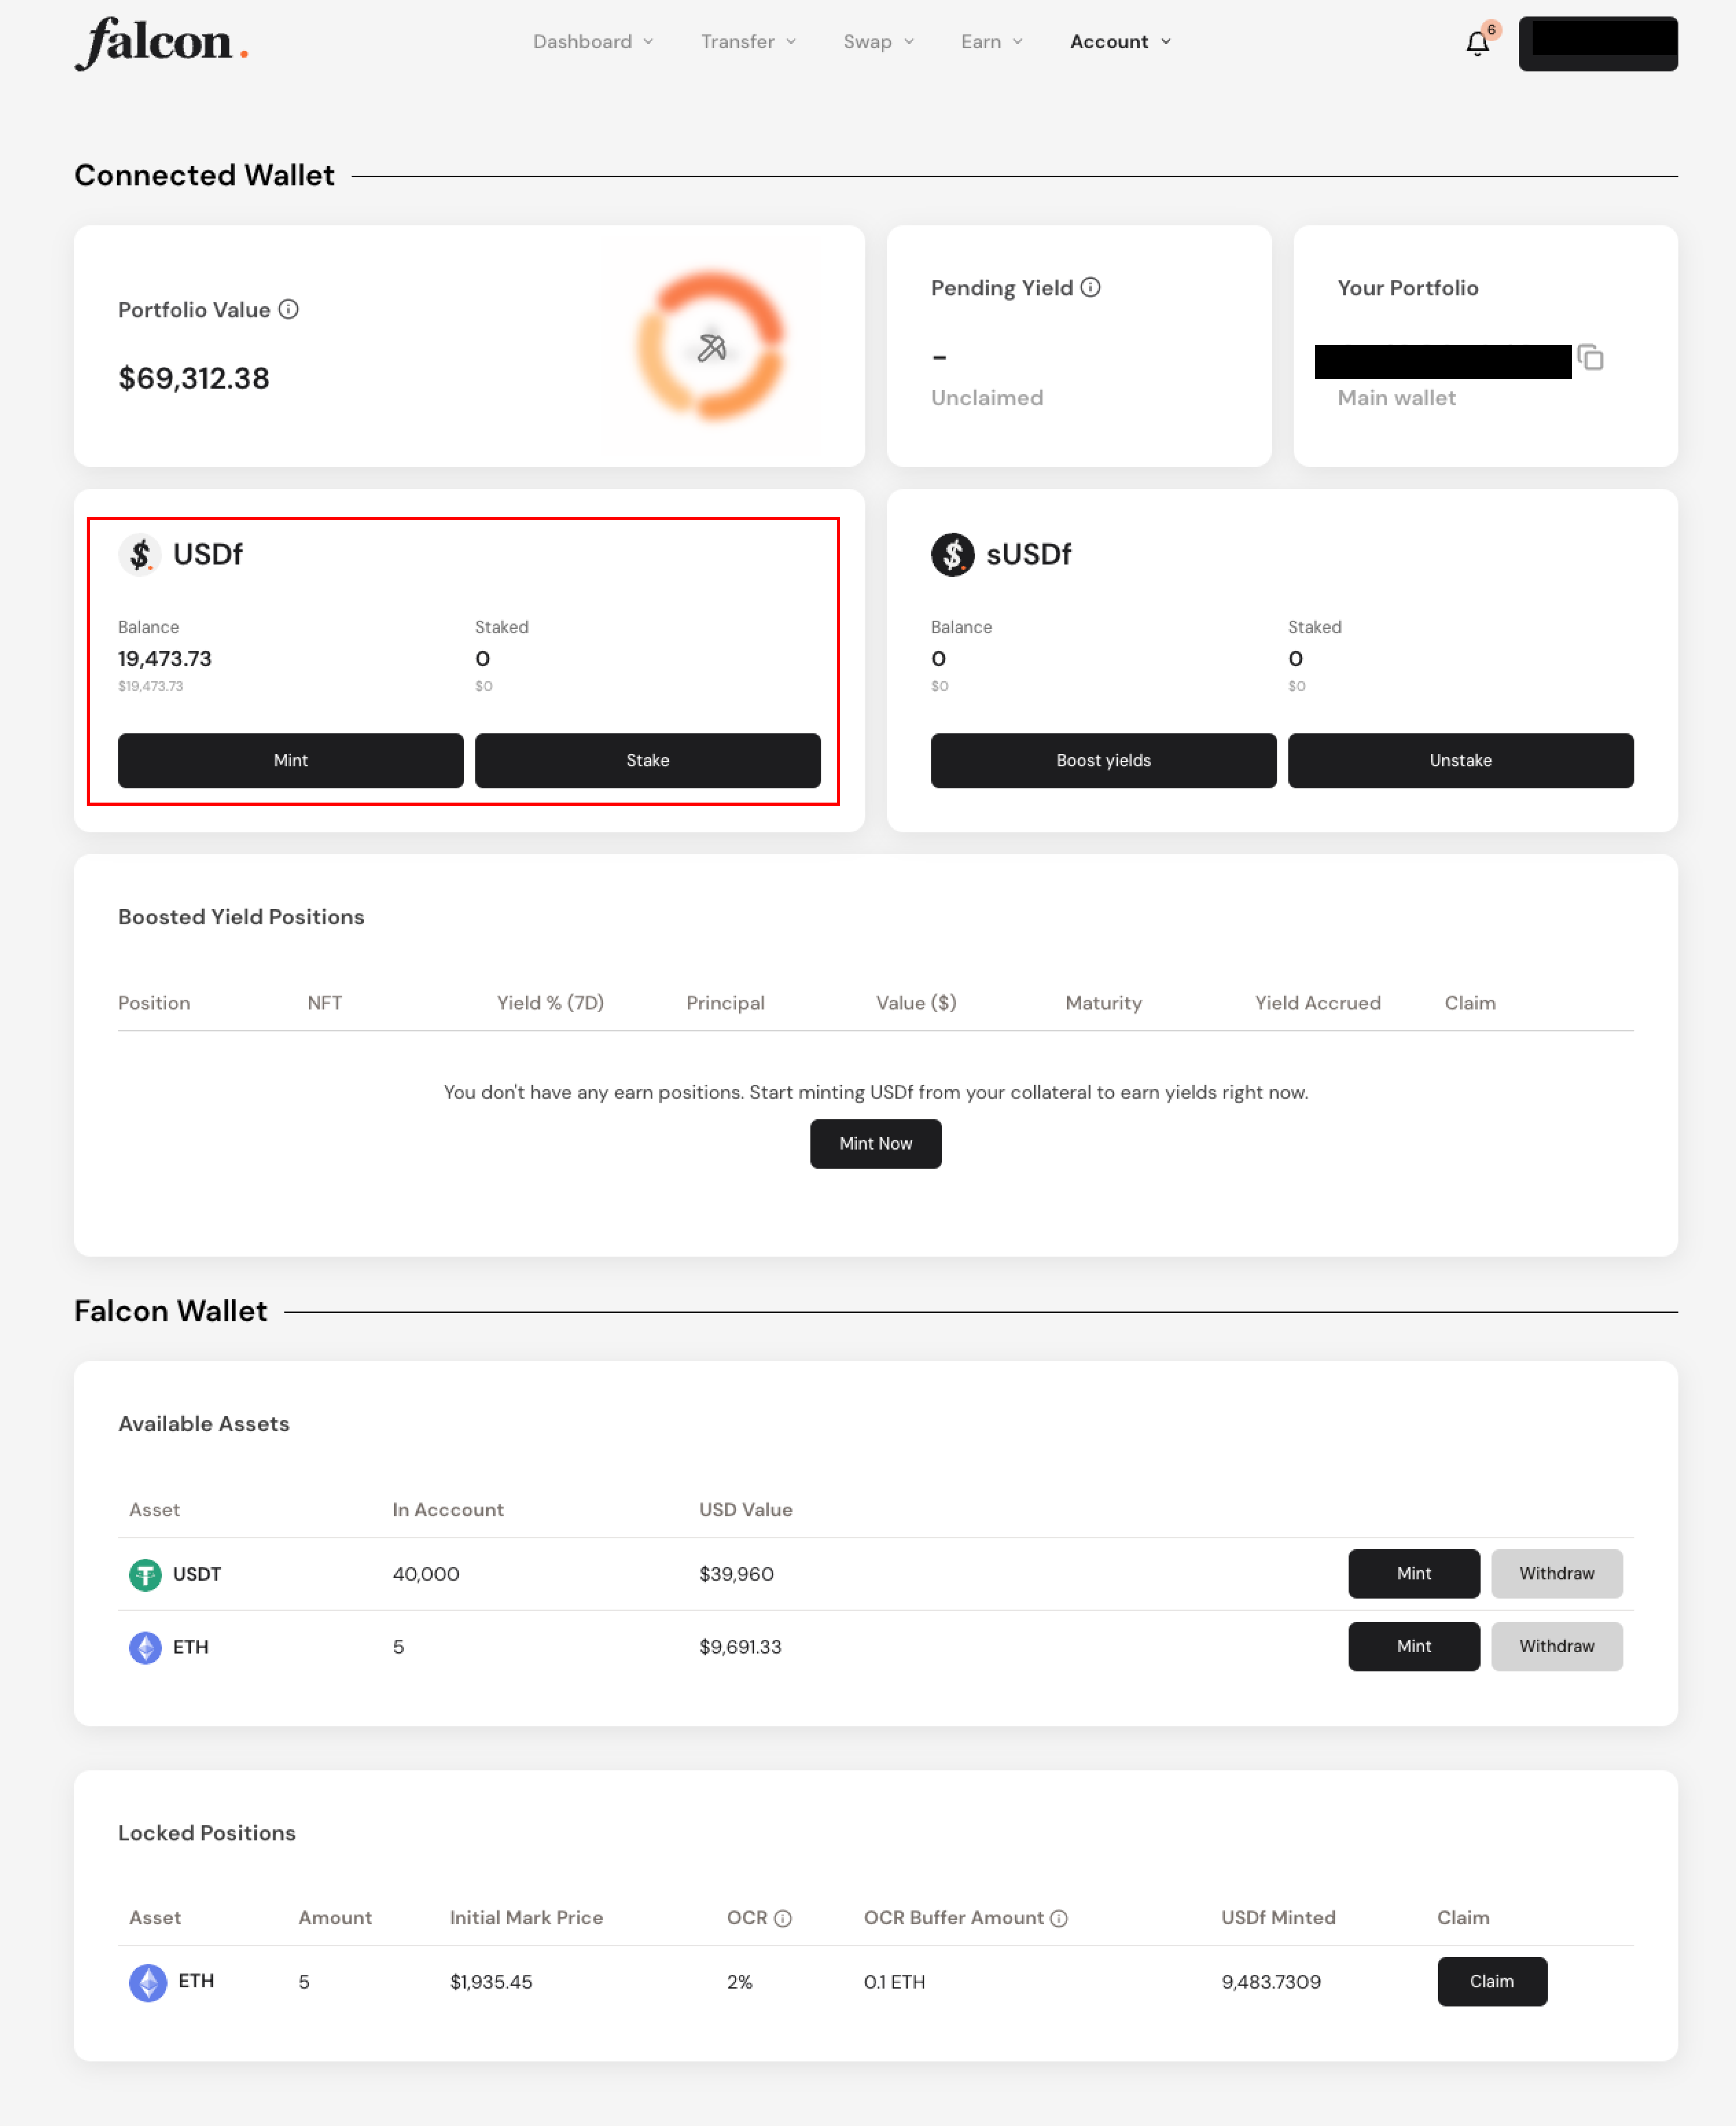 falcon.
Dashboard Transfer Swap Earn Account 6
Connected Wallet
Portfolio Value
$69,312.38
Pending Yield
-
Unclaimed
Your Portfolio
Main wallet
USDf
Balance Staked
19,473.73 0
$19,473.73 $0
Mint Stake
sUSDf
Balance Staked
0 0
$0 $0
Boost yields Unstake
Boosted Yield Positions
Position NFT Yield % (7D) Principal Value ($) Maturity Yield Accrued Claim
You don't have any earn positions. Start minting USDf from your collateral to earn yields right now.
Mint Now
Falcon Wallet
Available Assets
Asset In Acccount USD Value
USDT 40,000 $39,960 Mint Withdraw
ETH 5 $9,691.33 Mint Withdraw
Locked Positions
Asset Amount Initial Mark Price OCR OCR Buffer Amount USDf Minted Claim
ETH 5 $1,935.45 2% 0.1 ETH 9,483.7309 Claim